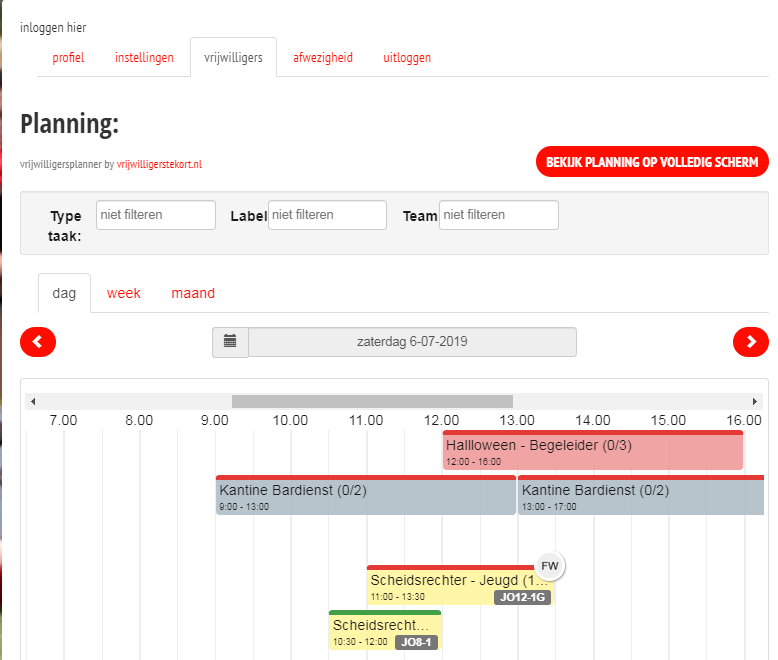 inloggen hier
profiel instellingen vrijwilligers afwezigheid uitloggen
Planning:
vrijwilligersplanner by vrijwilligerstekort.nl
BEKIJK PLANNING OP VOLLEDIG SCHERM
Type taak: niet filteren Label niet filteren Team niet filteren
dag week maand
zaterdag 6-07-2019
7.00 8.00 9.00 10.00 11.00 12.00 13.00 14.00 15.00 16.00
Hallloween - Begeleider (0/3)
12:00 - 16:00
Kantine Bardienst (0/2) Kantine Bardienst (0/2)
9:00 - 13:00 13:00 - 17:00
FW
Scheidsrechter - Jeugd (1...
11:00 - 13:30 JO12-1G
Scheidsrecht...
10:30 - 12:00 JO8-1